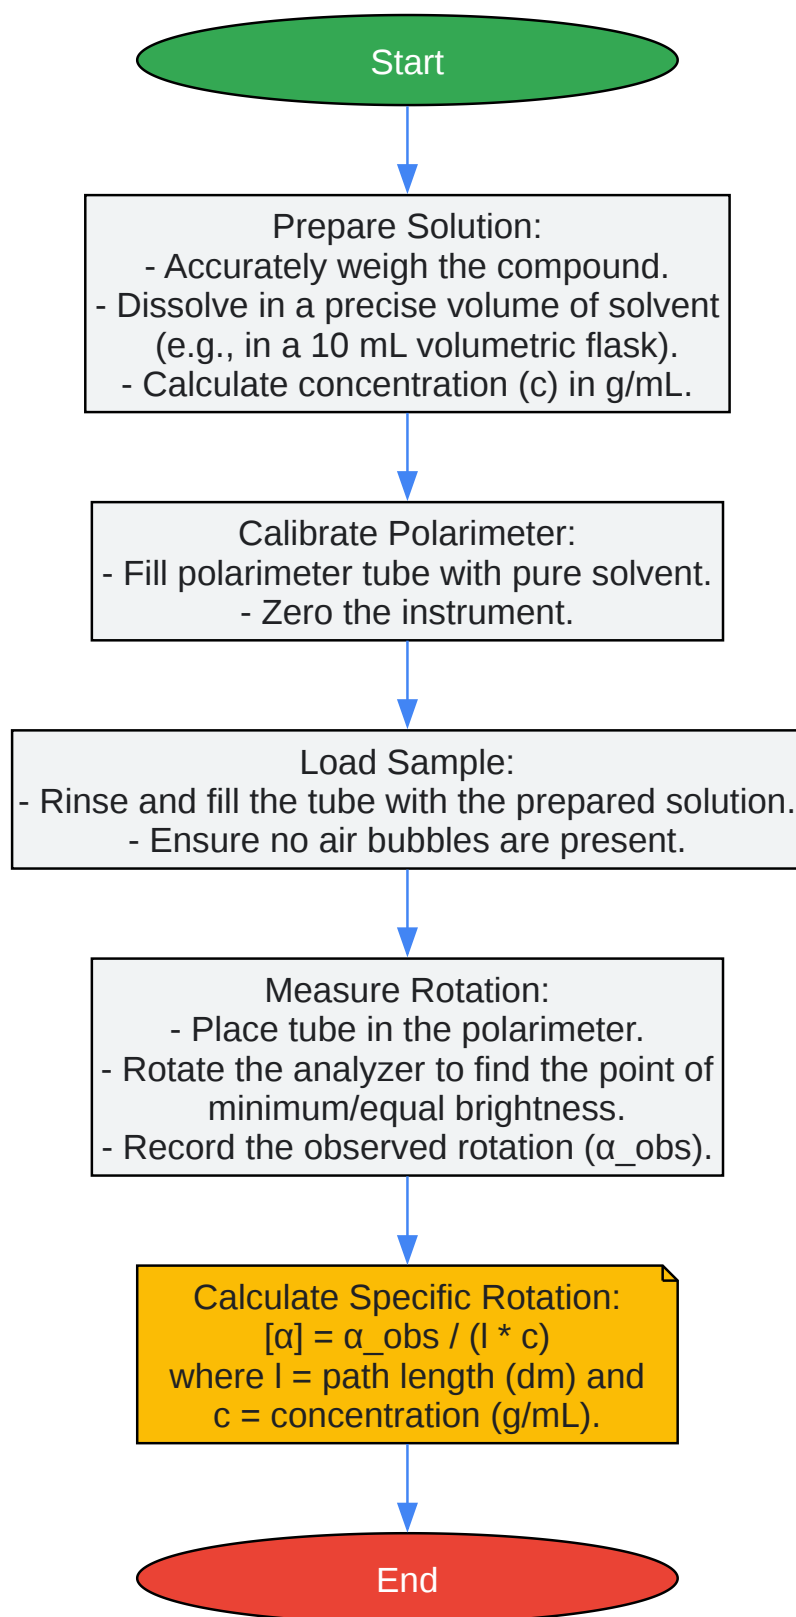 Start
Prepare Solution:
- Accurately weigh the compound.
- Dissolve in a precise volume of solvent
(e.g., in a 10 mL volumetric flask).
- Calculate concentration (c) in g/mL.
Calibrate Polarimeter:
- Fill polarimeter tube with pure solvent.
- Zero the instrument.
Load Sample:
- Rinse and fill the tube with the prepared solution.
- Ensure no air bubbles are present.
Measure Rotation:
- Place tube in the polarimeter.
- Rotate the analyzer to find the point of
minimum/equal brightness.
- Record the observed rotation (α_obs).
Calculate Specific Rotation:
[α] = α_obs / (l * c)
where l = path length (dm) and
c = concentration (g/mL).
End